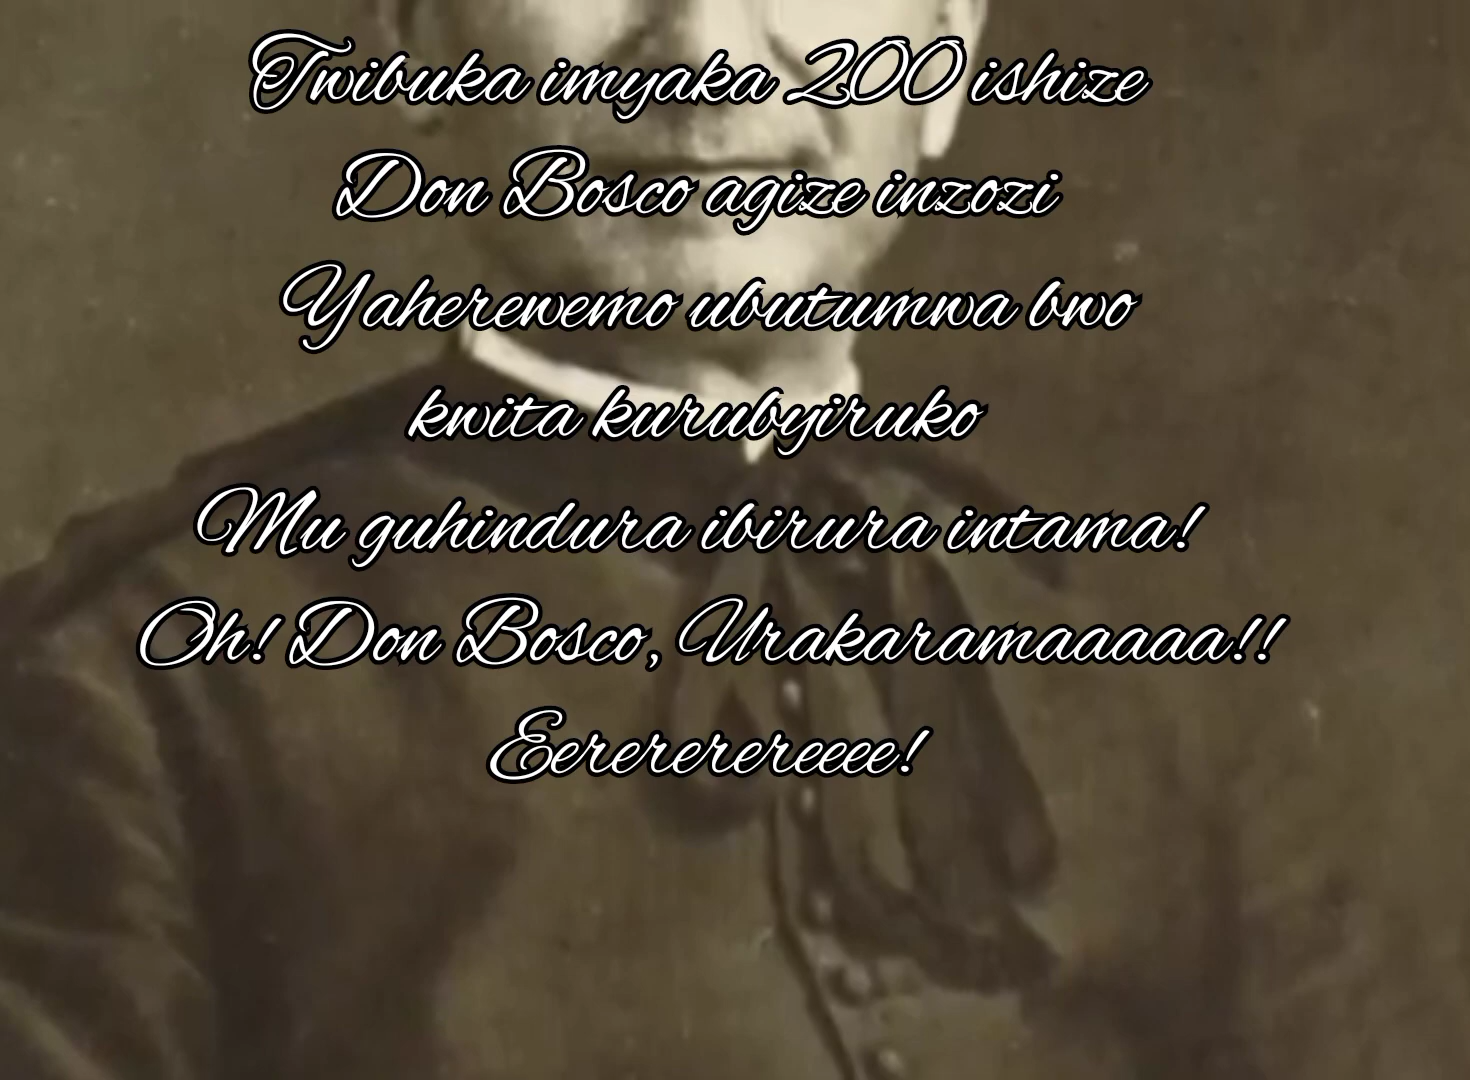 Twibuka imyaka 200 ishize
Don Bosco agize inzozi
Yaherewemo ubutumwa bwo
kwita kurubyiruko
Mu guhindura ibirura intama!
Oh! Don Bosco, Urakaramaaaaa!!
Eererererereeee!